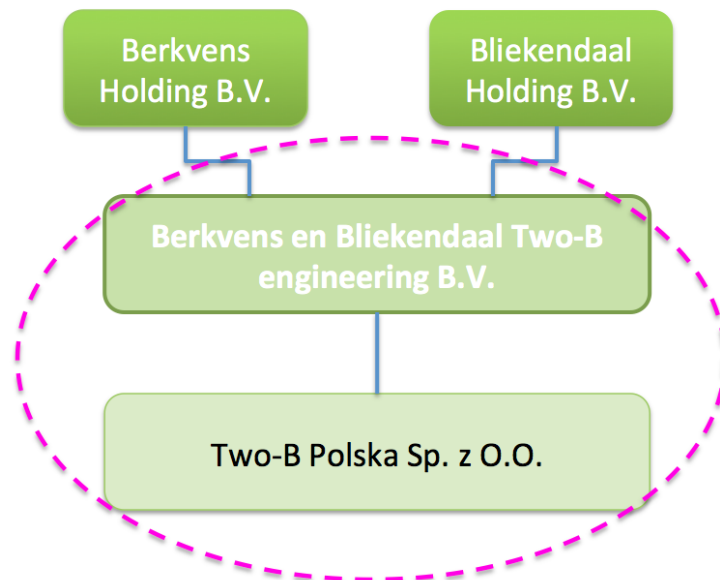 Berkvens
Holding B.V.
Bliekendaal
Holding B.V.
Berkvens en Bliekendaal Two-B
engineering B.V.
Two-B Polska Sp. z O.O.